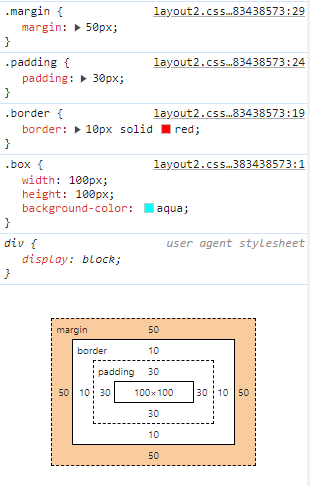 .margin { layout2.css…83438573:29
margin: ▶ 50px;
}
.padding { layout2.css…83438573:24
padding: ▶ 30px;
}
.border { layout2.css…83438573:19
border: ▶ 10px solid red;
}
.box { layout2.css…383438573:1
width: 100px;
height: 100px;
background-color: aqua;
}
div { user agent stylesheet
display: block;
}
margin 50
border 10
padding 30
50 10 30 100×100 30 10 50
30
10
50